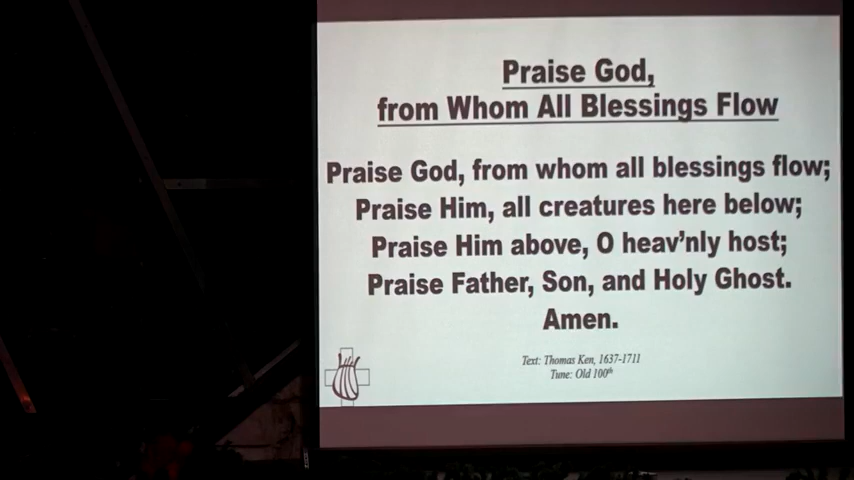 Praise God,
from Whom All Blessings Flow
Praise God, from whom all blessings flow;
Praise Him, all creatures here below;
Praise Him above, O heav’nly host;
Praise Father, Son, and Holy Ghost.
Amen.
Text: Thomas Ken, 1637-1711
Tune: Old 100th